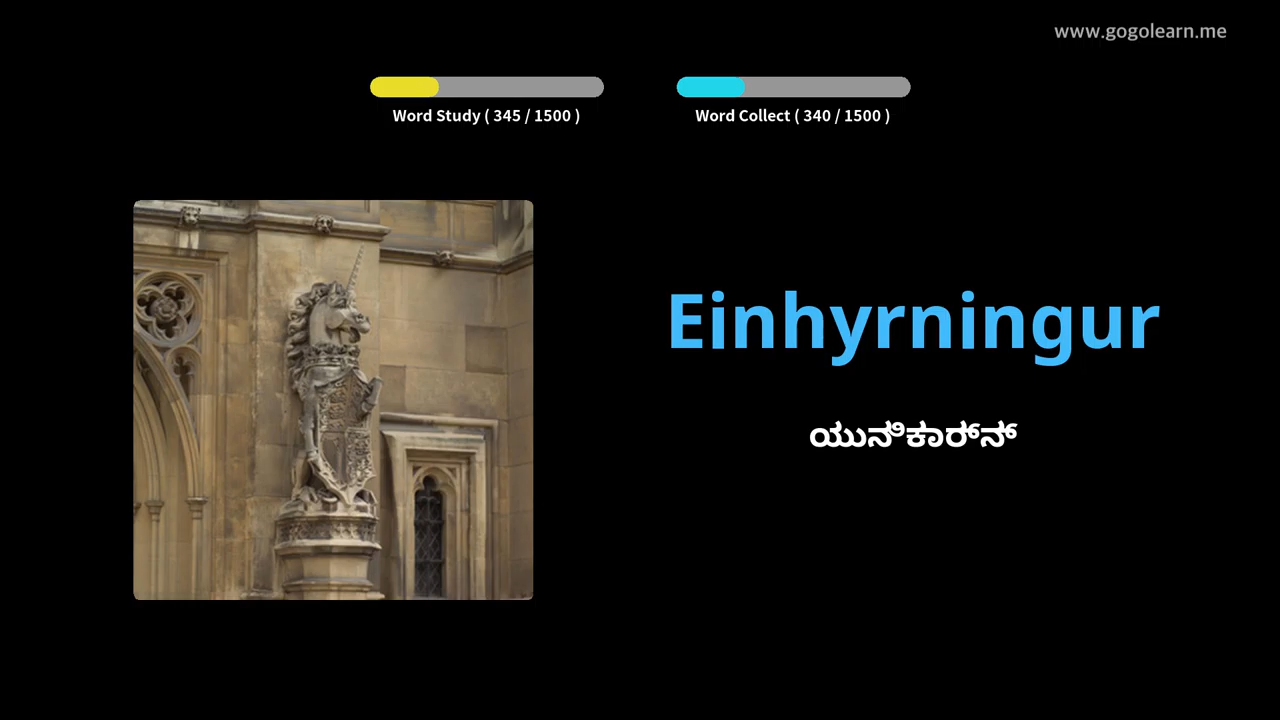 www.gogolearn.me
Word Study ( 345 / 1500 )
Word Collect ( 340 / 1500 )
Einhyrningur
ಯುನಿಕಾರ್‌ನ್